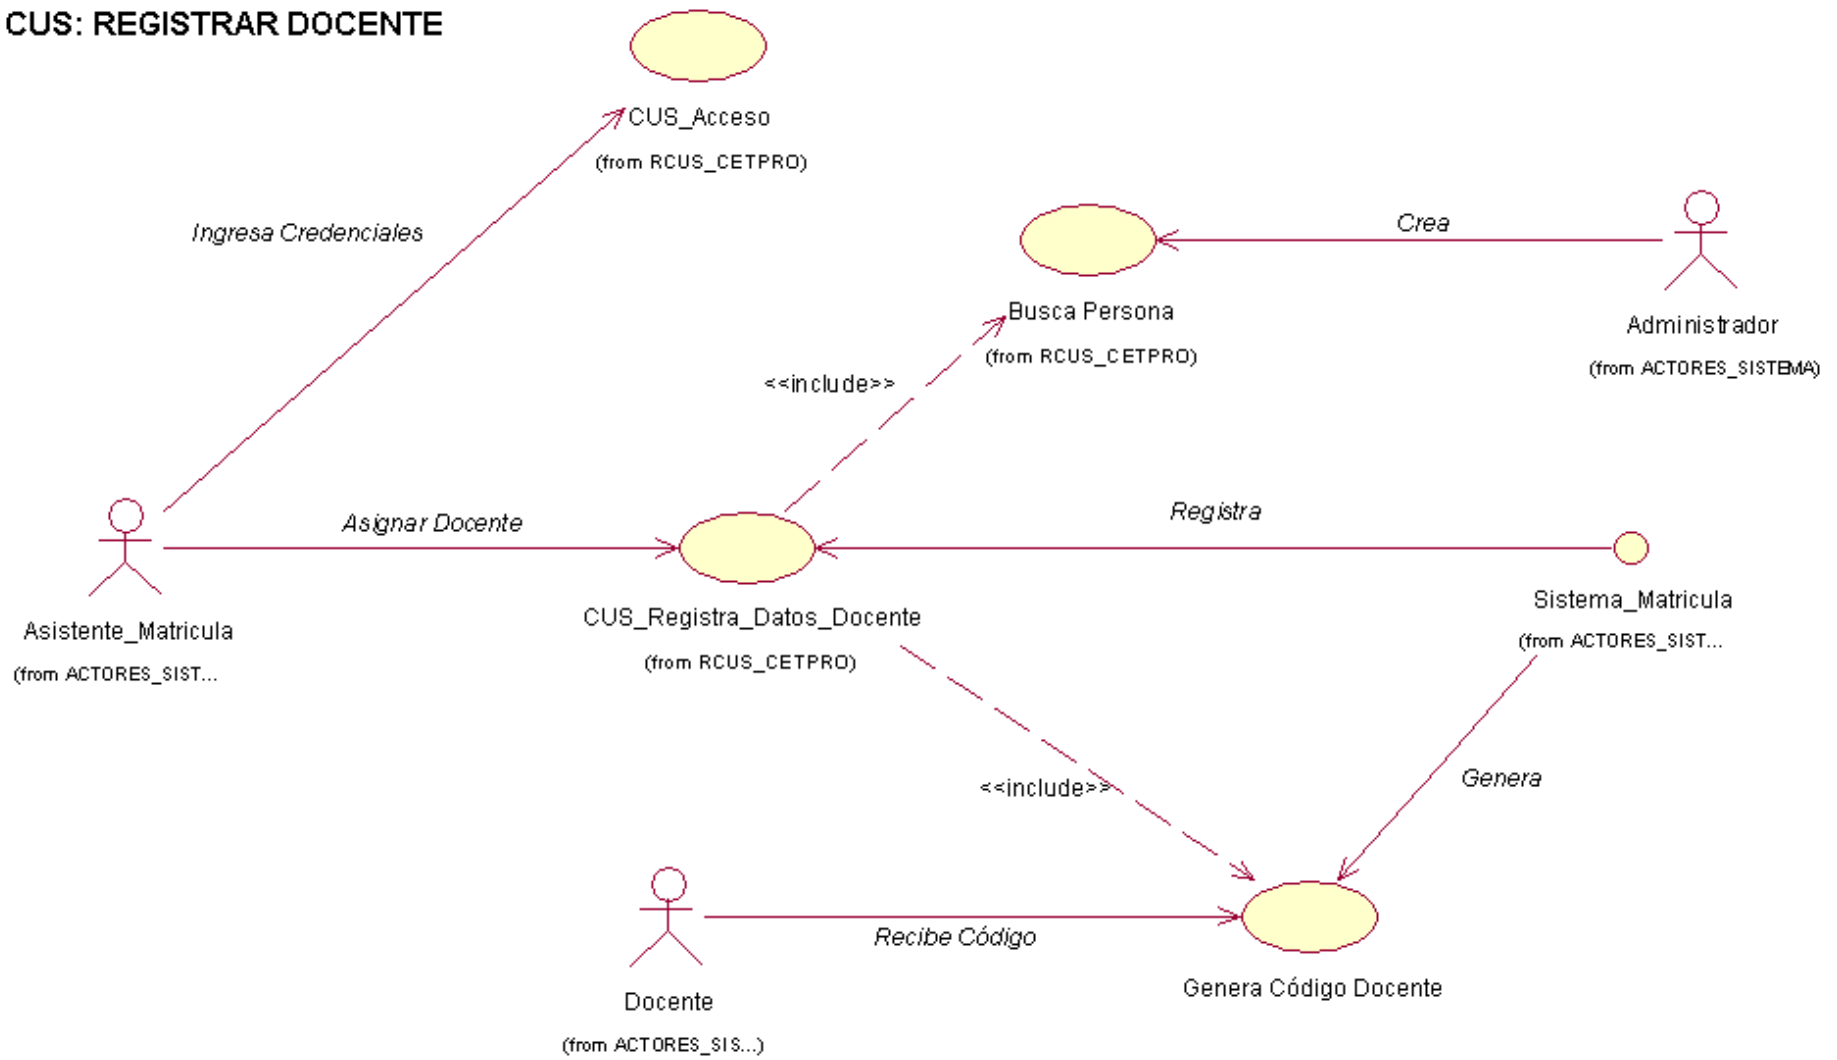 CUS: REGISTRAR DOCENTE
CUS_Acceso
(from RCUS_CETPRO)
Ingresa Credenciales
Crea
Busca Persona
(from RCUS_CETPRO)
Administrador
(from ACTORES_SISTEMA)
<<include>>
Asignar Docente
Registra
Asistente_Matricula
(from ACTORES_SIST...
CUS_Registra_Datos_Docente
(from RCUS_CETPRO)
Sistema_Matricula
(from ACTORES_SIST...
<<include>>
Genera
Recibe Código
Docente
(from ACTORES_SIS...)
Genera Código Docente